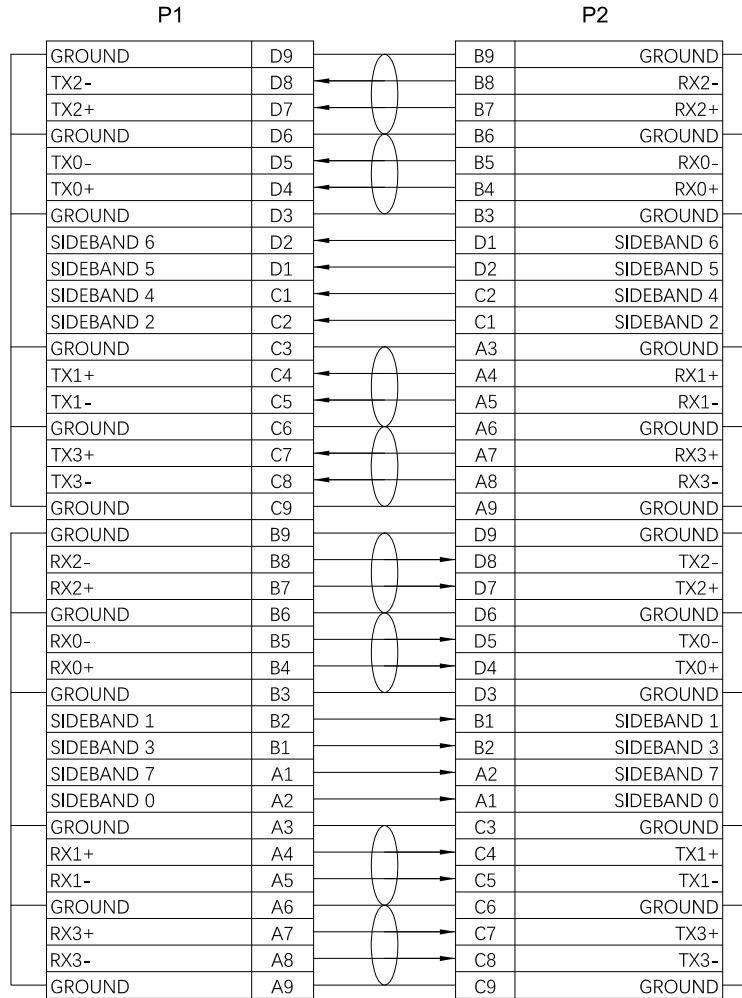 P1 P2
GROUND D9 B9 GROUND
TX2- D8 B8 RX2-
TX2+ D7 B7 RX2+
GROUND D6 B6 GROUND
TX0- D5 B5 RX0-
TX0+ D4 B4 RX0+
GROUND D3 B3 GROUND
SIDEBAND 6 D2 D1 SIDEBAND 6
SIDEBAND 5 D1 D2 SIDEBAND 5
SIDEBAND 4 C1 C2 SIDEBAND 4
SIDEBAND 2 C2 C1 SIDEBAND 2
GROUND C3 A3 GROUND
TX1+ C4 A4 RX1+
TX1- C5 A5 RX1-
GROUND C6 A6 GROUND
TX3+ C7 A7 RX3+
TX3- C8 A8 RX3-
GROUND C9 A9 GROUND
GROUND B9 D9 GROUND
RX2- B8 D8 TX2-
RX2+ B7 D7 TX2+
GROUND B6 D6 GROUND
RX0- B5 D5 TX0-
RX0+ B4 D4 TX0+
GROUND B3 D3 GROUND
SIDEBAND 1 B2 B1 SIDEBAND 1
SIDEBAND 3 B1 B2 SIDEBAND 3
SIDEBAND 7 A1 A2 SIDEBAND 7
SIDEBAND 0 A2 A1 SIDEBAND 0
GROUND A3 C3 GROUND
RX1+ A4 C4 TX1+
RX1- A5 C5 TX1-
GROUND A6 C6 GROUND
RX3+ A7 C7 TX3+
RX3- A8 C8 TX3-
GROUND A9 C9 GROUND